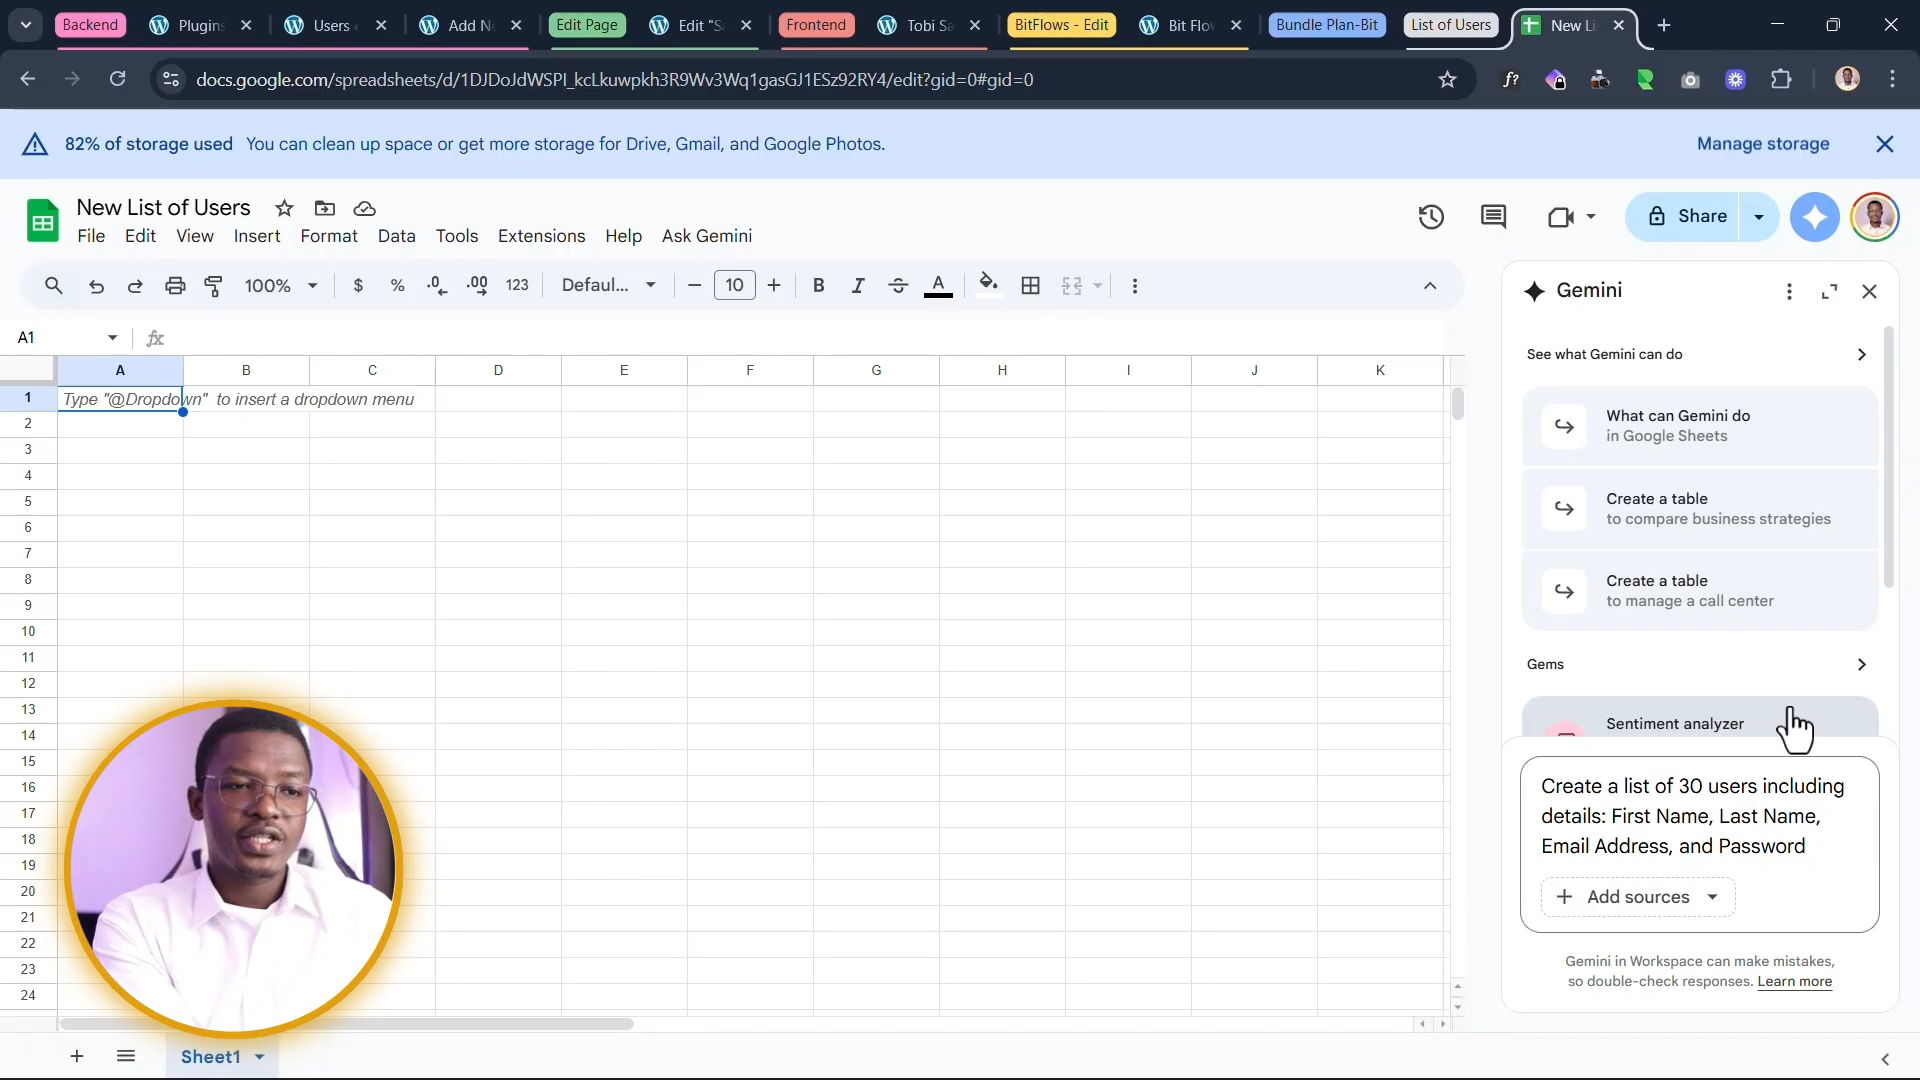 Backend
Plugins
Users
Add Ne
Edit Page
Edit "S
Frontend
Tobi Sa
BitFlows - Edit
Bit Flo
Bundle Plan-Bit
List of Users
New Li
docs.google.com/spreadsheets/d/1DJDoJdWSPI_kcLkuwpkh3R9Wv3Wq1gasGJ1ESz92RY4/edit?gid=0#gid=0
f?
82% of storage used You can clean up space or get more storage for Drive, Gmail, and Google Photos.
Manage storage
New List of Users
File Edit View Insert Format Data Tools Extensions Help Ask Gemini
Share
100% $ % .0 .00 123 Defaul... 10 B I S A
A1 fx
A B C D E F G H I J K
1 Type "@Dropdown" to insert a dropdown menu
2
3
4
5
6
7
8
9
10
11
12
13
14
15
16
17
18
19
20
21
22
23
24
Sheet1
Gemini
See what Gemini can do
What can Gemini do
in Google Sheets
Create a table
to compare business strategies
Create a table
to manage a call center
Gems
Sentiment analyzer
Create a list of 30 users including
details: First Name, Last Name,
Email Address, and Password
Add sources
Gemini in Workspace can make mistakes,
so double-check responses. Learn more